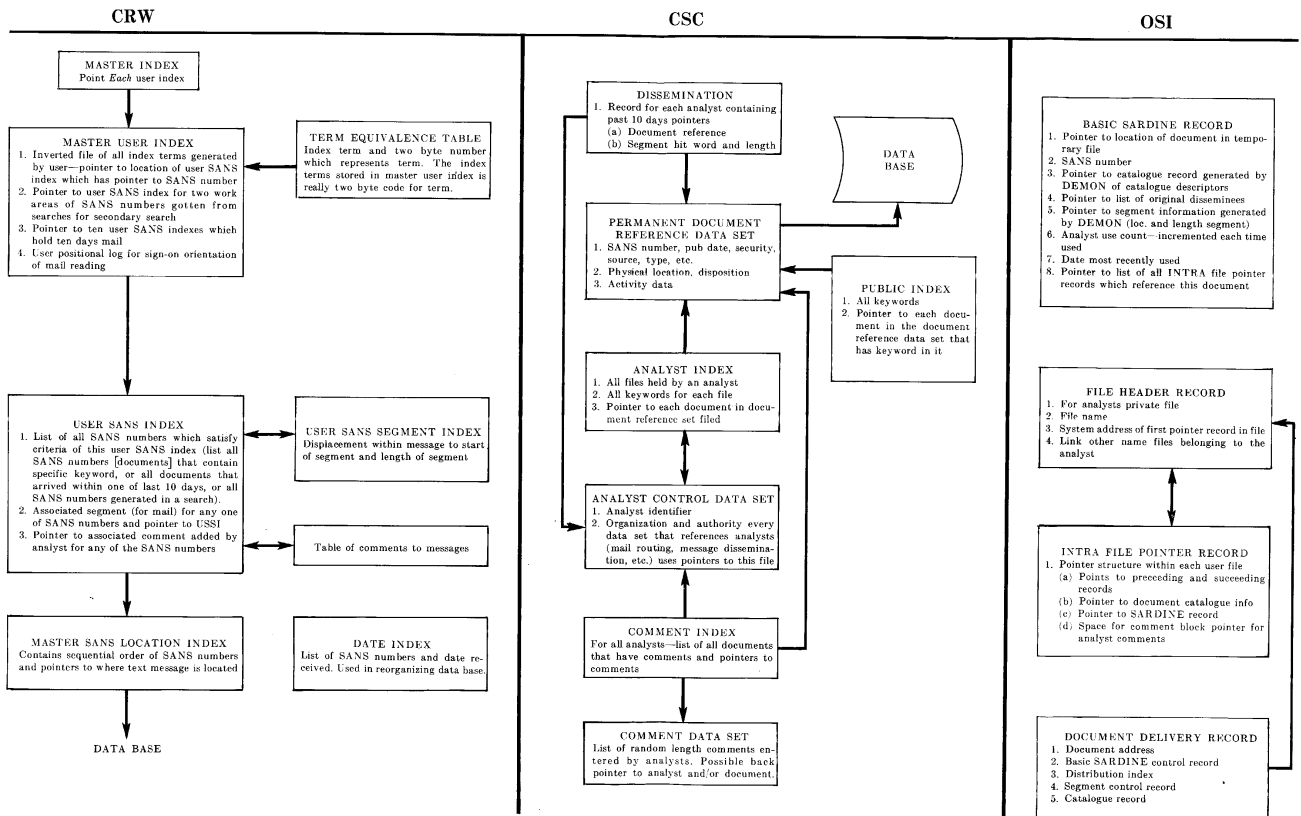 CRW
MASTER INDEX
Point Each user index
MASTER USER INDEX
1. Inverted file of all index terms generated
by user—pointer to location of user SANS
index which has pointer to SANS number
2. Pointer to user SANS index for two work
areas of SANS numbers gotten from
searches for secondary search
3. Pointer to ten user SANS indexes which
hold ten days mail
4. User positional log for sign-on orientation
of mail reading
TERM EQUIVALENCE TABLE
Index term and two byte number
which represents term. The index
terms stored in master user index is
really two byte code for term.
USER SANS INDEX
1. List of all SANS numbers which satisfy
criteria of this user SANS index (list all
SANS numbers [documents] that contain
specific keyword, or all documents that
arrived within one of last 10 days, or all
SANS numbers generated in a search).
2. Associated segment (for mail) for any one
of SANS numbers and pointer to USSI
3. Pointer to associated comment added by
analyst for any of the SANS numbers
USER SANS SEGMENT INDEX
Displacement within message to start
of segment and length of segment
Table of comments to messages
MASTER SANS LOCATION INDEX
Contains sequential order of SANS numbers
and pointers to where text message is located
DATE INDEX
List of SANS numbers and date re-
ceived. Used in reorganizing data base.
DATA BASE
CSC
DISSEMINATION
1. Record for each analyst containing
past 10 days pointers
(a) Document reference
(b) Segment hit word and length
DATA
BASE
PERMANENT DOCUMENT
REFERENCE DATA SET
1. SANS number, pub date, security,
source, type, etc.
2. Physical location, disposition
3. Activity data
PUBLIC INDEX
1. All keywords
2. Pointer to each docu-
ment in the document
reference data set that
has keyword in it
ANALYST INDEX
1. All files held by an analyst
2. All keywords for each file
3. Pointer to each document in docu-
ment reference set filed
ANALYST CONTROL DATA SET
1. Analyst identifier
2. Organization and authority every
data set that references analysts
(mail routing, message dissemina-
tion, etc.) uses pointers to this file
COMMENT INDEX
For all analysts—list of all documents
that have comments and pointers to
comments
COMMENT DATA SET
List of random length comments en-
tered by analysts. Possible back
pointer to analyst and/or document.
OSI
BASIC SARDINE RECORD
1. Pointer to location of document in tempo-
rary file
2. SANS number
3. Pointer to catalogue record generated by
DEMON of catalogue descriptors
4. Pointer to list of original disseminees
5. Pointer to segment information generated
by DEMON (loc. and length segment)
6. Analyst use count—incremented each time
used
7. Date most recently used
8. Pointer to list of all INTRA file pointer
records which reference this document
FILE HEADER RECORD
1. For analysts private file
2. File name
3. System address of first pointer record in file
4. Link other name files belonging to the
analyst
INTRA FILE POINTER RECORD
1. Pointer structure within each user file
(a) Points to preceeding and succeeding
records
(b) Pointer to document catalogue info
(c) Pointer to SARDINE record
(d) Space for comment block pointer for
analyst comments
DOCUMENT DELIVERY RECORD
1. Document address
2. Basic SARDINE control record
3. Distribution index
4. Segment control record
5. Catalogue record